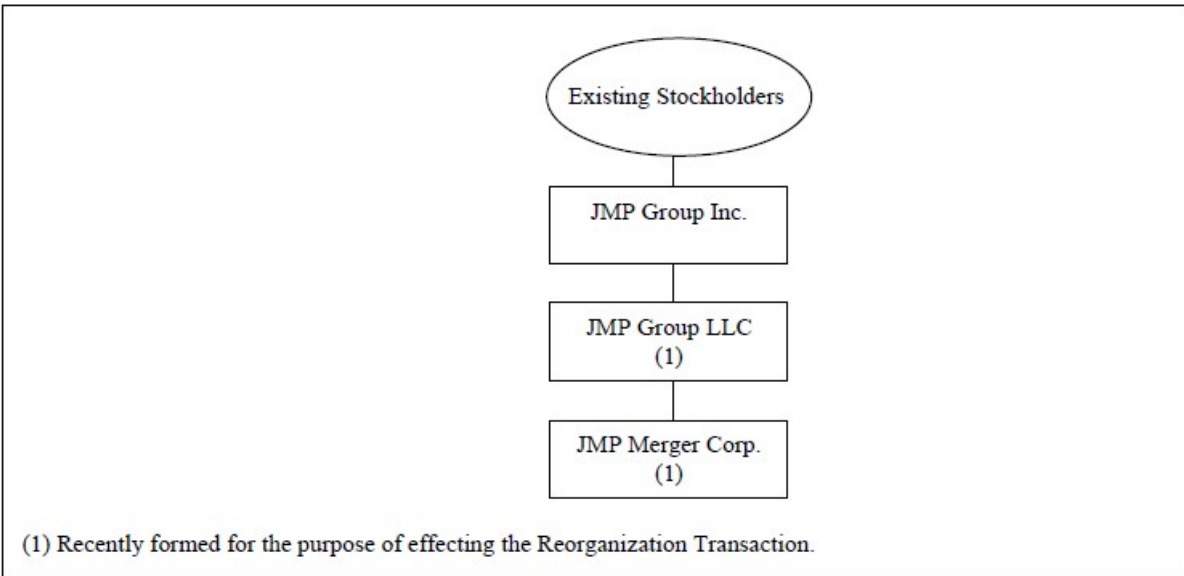 Existing Stockholders
JMP Group Inc.
JMP Group LLC
(1)
JMP Merger Corp.
(1)
(1) Recently formed for the purpose of effecting the Reorganization Transaction.